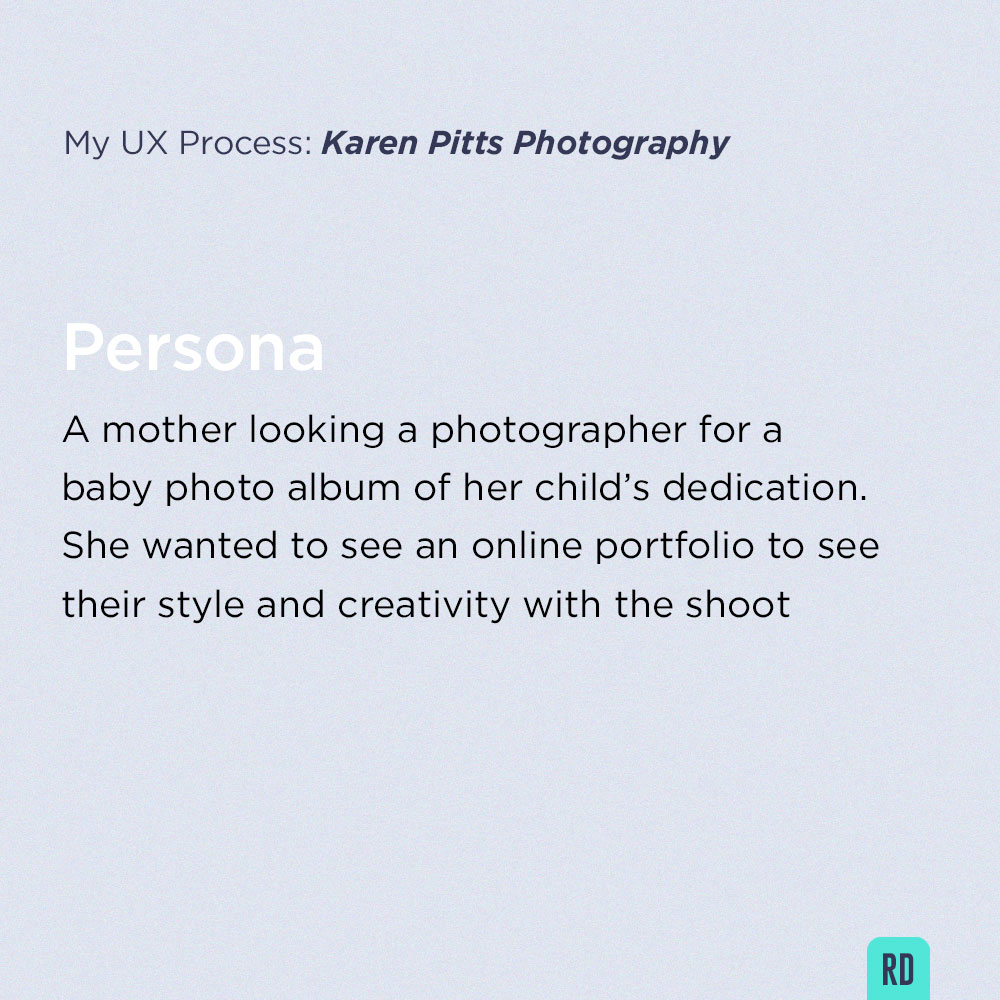 My UX Process: Karen Pitts Photography
Persona
A mother looking a photographer for a
baby photo album of her child’s dedication.
She wanted to see an online portfolio to see
their style and creativity with the shoot
RD